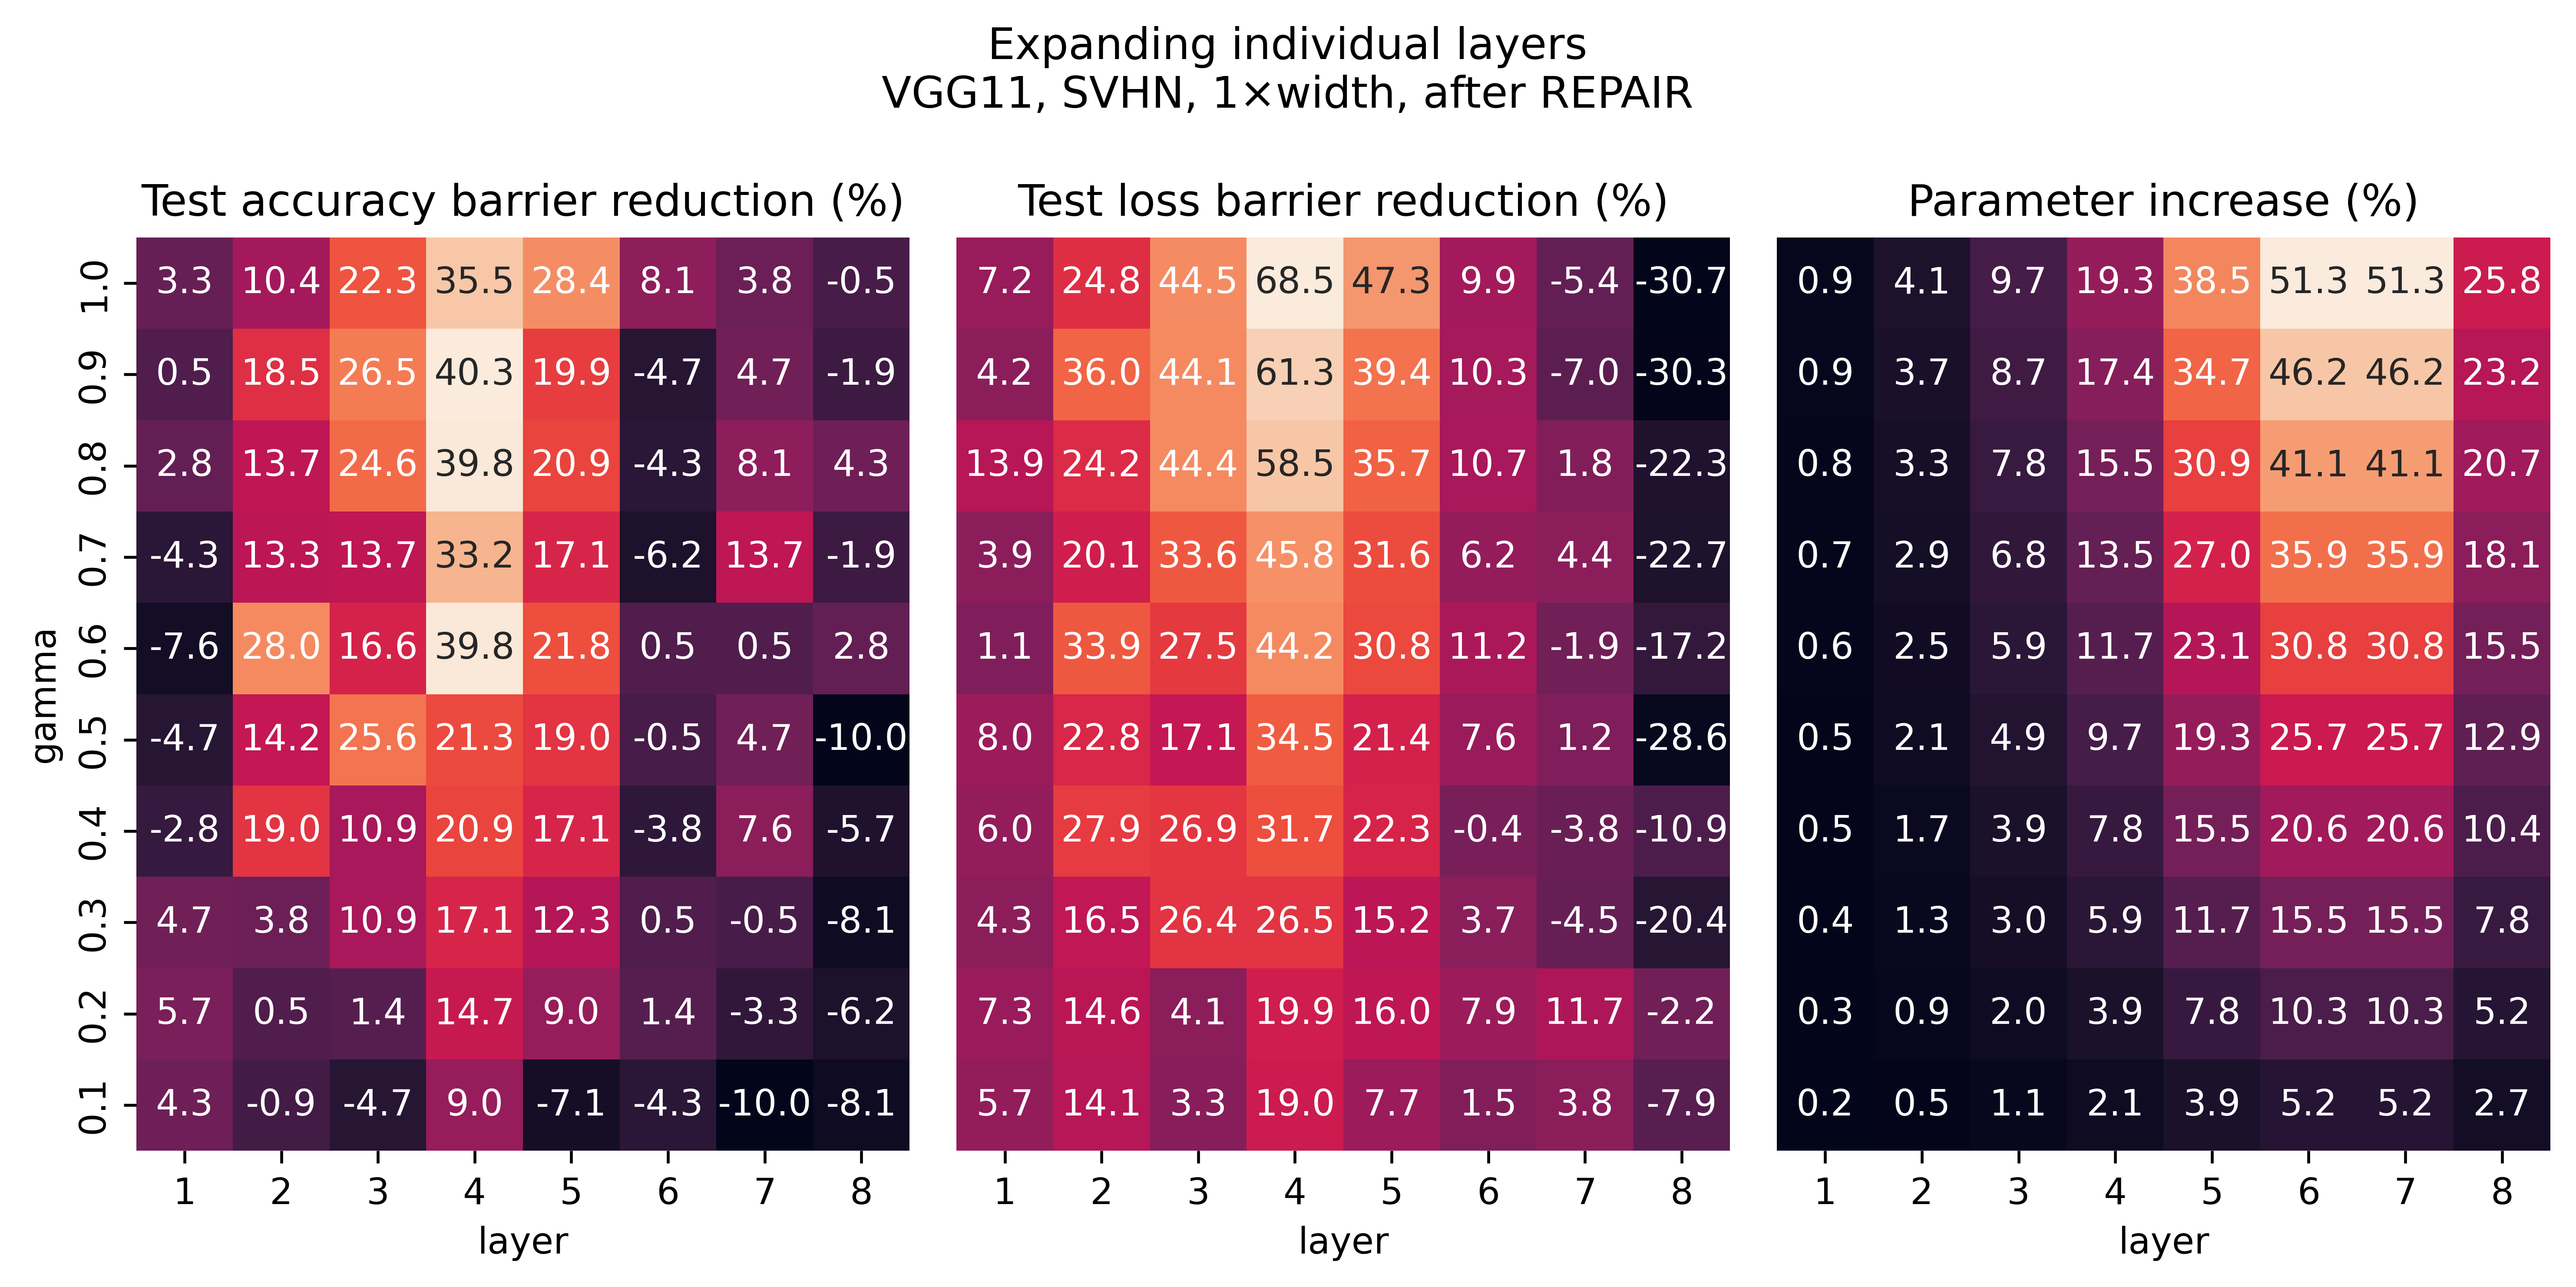 Expanding individual layers
VGG11, SVHN, 1×width, after REPAIR
Test accuracy barrier reduction (%)
1.0 3.3 10.4 22.3 35.5 28.4 8.1 3.8 -0.5
0.9 0.5 18.5 26.5 40.3 19.9 -4.7 4.7 -1.9
0.8 2.8 13.7 24.6 39.8 20.9 -4.3 8.1 4.3
0.7 -4.3 13.3 13.7 33.2 17.1 -6.2 13.7 -1.9
0.6 -7.6 28.0 16.6 39.8 21.8 0.5 0.5 2.8
0.5 -4.7 14.2 25.6 21.3 19.0 -0.5 4.7 -10.0
0.4 -2.8 19.0 10.9 20.9 17.1 -3.8 7.6 -5.7
0.3 4.7 3.8 10.9 17.1 12.3 0.5 -0.5 -8.1
0.2 5.7 0.5 1.4 14.7 9.0 1.4 -3.3 -6.2
0.1 4.3 -0.9 -4.7 9.0 -7.1 -4.3 -10.0 -8.1
gamma
1 2 3 4 5 6 7 8
layer
Test loss barrier reduction (%)
7.2 24.8 44.5 68.5 47.3 9.9 -5.4 -30.7
4.2 36.0 44.1 61.3 39.4 10.3 -7.0 -30.3
13.9 24.2 44.4 58.5 35.7 10.7 1.8 -22.3
3.9 20.1 33.6 45.8 31.6 6.2 4.4 -22.7
1.1 33.9 27.5 44.2 30.8 11.2 -1.9 -17.2
8.0 22.8 17.1 34.5 21.4 7.6 1.2 -28.6
6.0 27.9 26.9 31.7 22.3 -0.4 -3.8 -10.9
4.3 16.5 26.4 26.5 15.2 3.7 -4.5 -20.4
7.3 14.6 4.1 19.9 16.0 7.9 11.7 -2.2
5.7 14.1 3.3 19.0 7.7 1.5 3.8 -7.9
1 2 3 4 5 6 7 8
layer
Parameter increase (%)
0.9 4.1 9.7 19.3 38.5 51.3 51.3 25.8
0.9 3.7 8.7 17.4 34.7 46.2 46.2 23.2
0.8 3.3 7.8 15.5 30.9 41.1 41.1 20.7
0.7 2.9 6.8 13.5 27.0 35.9 35.9 18.1
0.6 2.5 5.9 11.7 23.1 30.8 30.8 15.5
0.5 2.1 4.9 9.7 19.3 25.7 25.7 12.9
0.5 1.7 3.9 7.8 15.5 20.6 20.6 10.4
0.4 1.3 3.0 5.9 11.7 15.5 15.5 7.8
0.3 0.9 2.0 3.9 7.8 10.3 10.3 5.2
0.2 0.5 1.1 2.1 3.9 5.2 5.2 2.7
1 2 3 4 5 6 7 8
layer